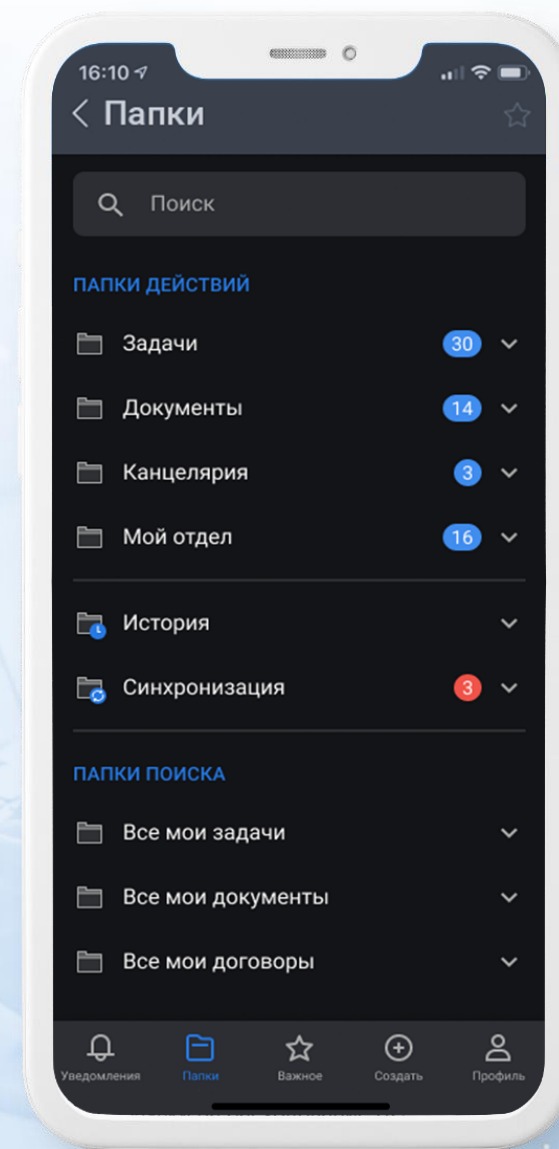 16:10
Папки
Поиск
ПАПКИ ДЕЙСТВИЙ
Задачи 30
Документы 14
Канцелярия 3
Мой отдел 16
История
Синхронизация 3
ПАПКИ ПОИСКА
Все мои задачи
Все мои документы
Все мои договоры
Уведомления Папки Важное Создать Профиль